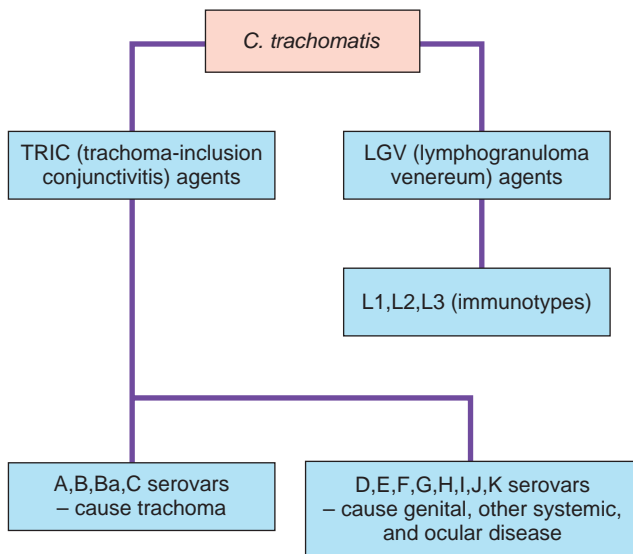 C. trachomatis
TRIC (trachoma-inclusion
conjunctivitis) agents
LGV (lymphogranuloma
venereum) agents
L1,L2,L3 (immunotypes)
A,B,Ba,C serovars
– cause trachoma
D,E,F,G,H,I,J,K serovars
– cause genital, other systemic,
and ocular disease